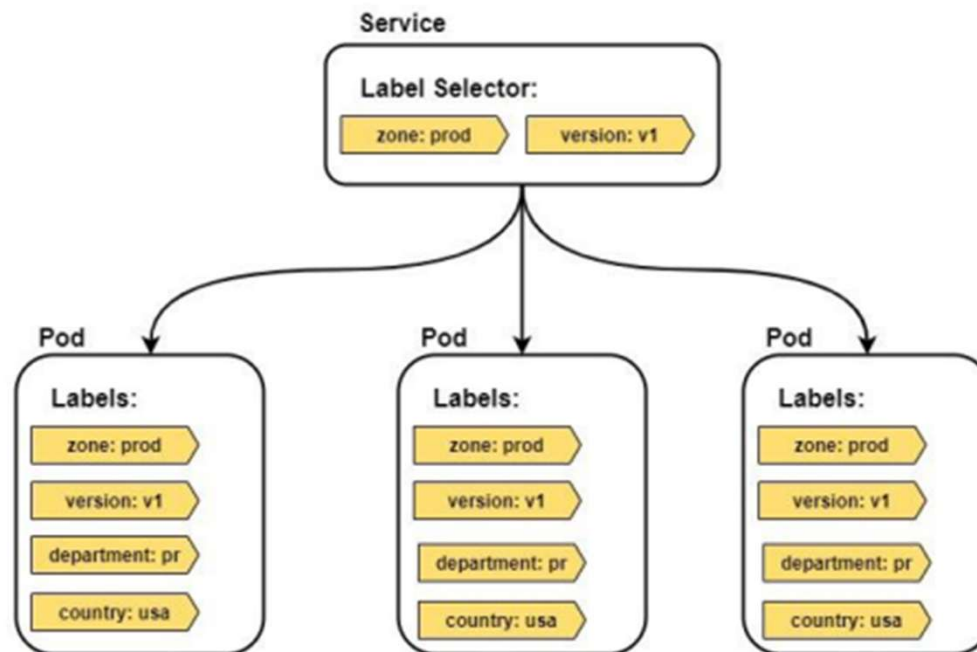 Service
Label Selector:
zone: prod version: v1
Pod Pod Pod
Labels: Labels: Labels:
zone: prod zone: prod zone: prod
version: v1 version: v1 version: v1
department: pr department: pr department: pr
country: usa country: usa country: usa